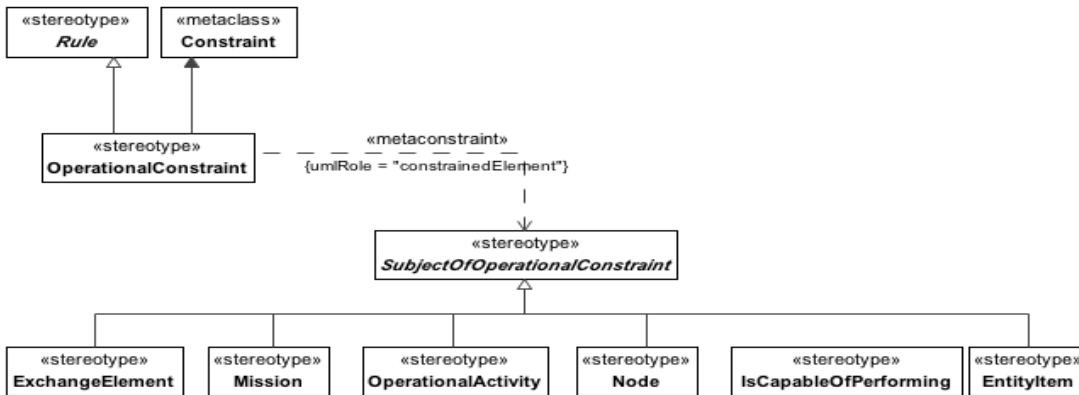 «stereotype»
Rule
«metaclass»
Constraint
«stereotype»
OperationalConstraint
«metaconstraint»
{umlRole = "constrainedElement"}
«stereotype»
SubjectOfOperationalConstraint
«stereotype»
ExchangeElement
«stereotype»
Mission
«stereotype»
OperationalActivity
«stereotype»
Node
«stereotype»
IsCapableOfPerforming
«stereotype»
EntityItem